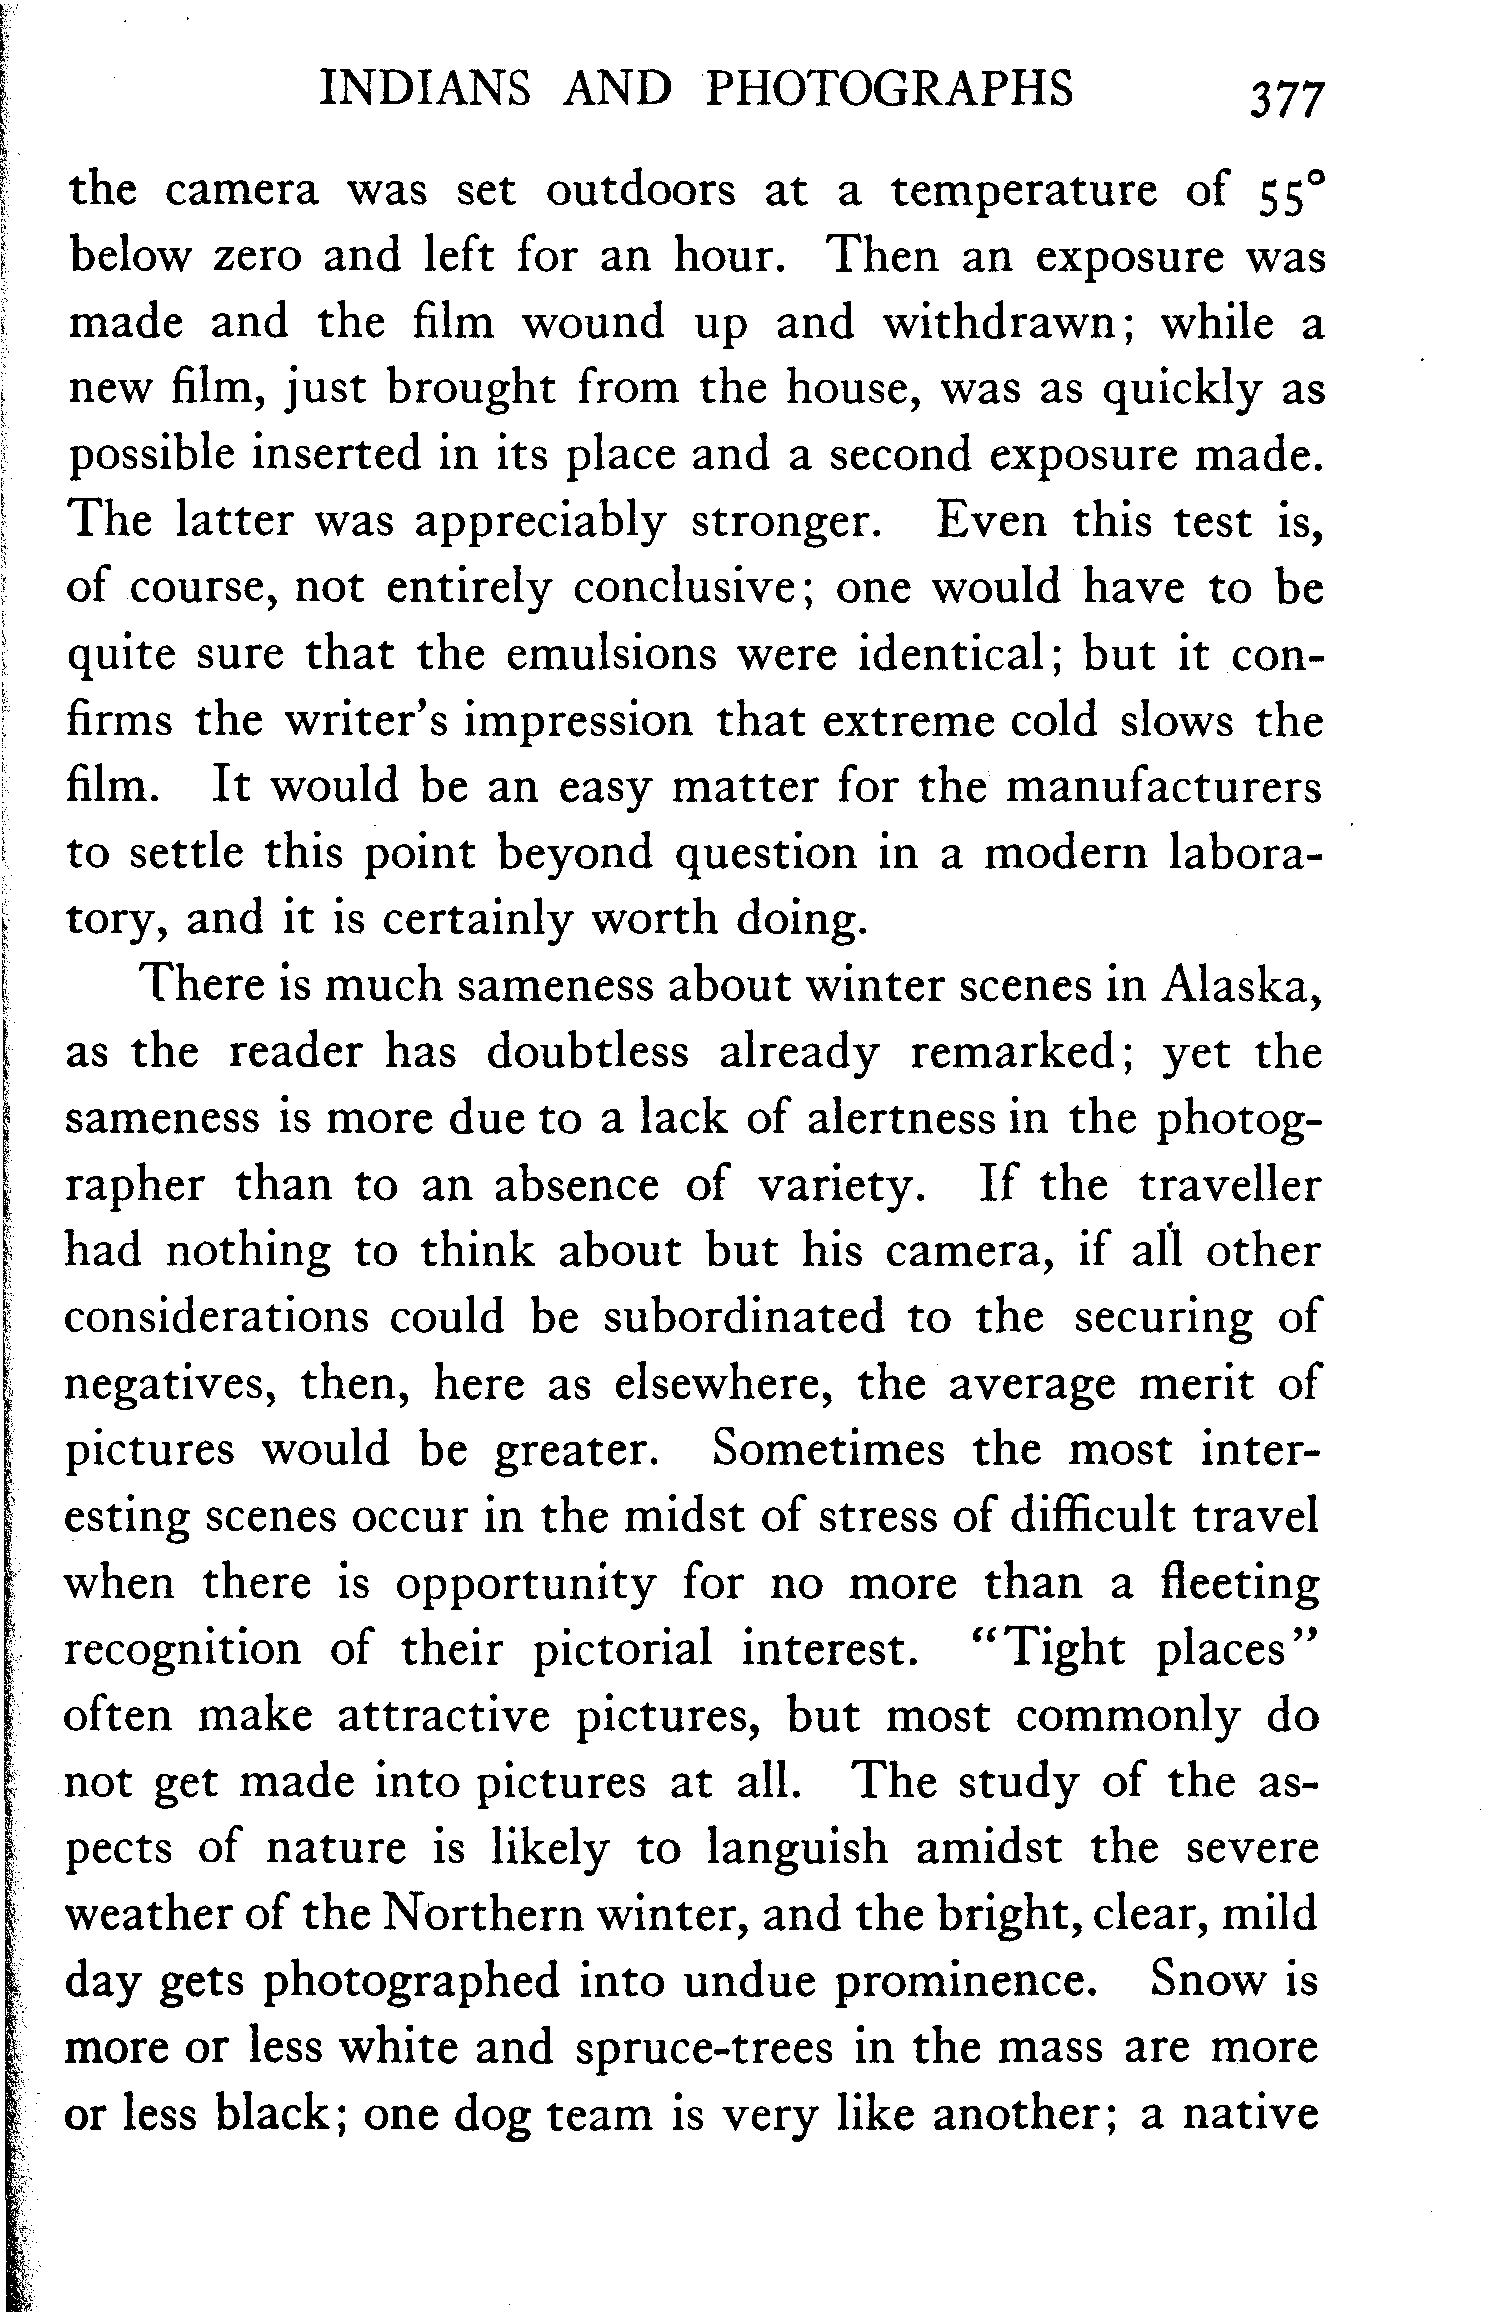 INDIANS AND PHOTOGRAPHS 377
the camera was set outdoors at a temperature of 55°
below zero and left for an hour. Then an exposure was
made and the film wound up and withdrawn; while a
new film, just brought from the house, was as quickly as
possible inserted in its place and a second exposure made.
The latter was appreciably stronger. Even this test is,
of course, not entirely conclusive; one would have to be
quite sure that the emulsions were identical; but it con-
firms the writer's impression that extreme cold slows the
film. It would be an easy matter for the manufacturers
to settle this point beyond question in a modern labora-
tory, and it is certainly worth doing.
There is much sameness about winter scenes in Alaska,
as the reader has doubtless already remarked; yet the
sameness is more due to a lack of alertness in the photog-
rapher than to an absence of variety. If the traveller
had nothing to think about but his camera, if all other
considerations could be subordinated to the securing of
negatives, then, here as elsewhere, the average merit of
pictures would be greater. Sometimes the most inter-
esting scenes occur in the midst of stress of difficult travel
when there is opportunity for no more than a fleeting
recognition of their pictorial interest. "Tight places"
often make attractive pictures, but most commonly do
not get made into pictures at all. The study of the as-
pects of nature is likely to languish amidst the severe
weather of the Northern winter, and the bright, clear, mild
day gets photographed into undue prominence. Snow is
more or less white and spruce-trees in the mass are more
or less black; one dog team is very like another; a native